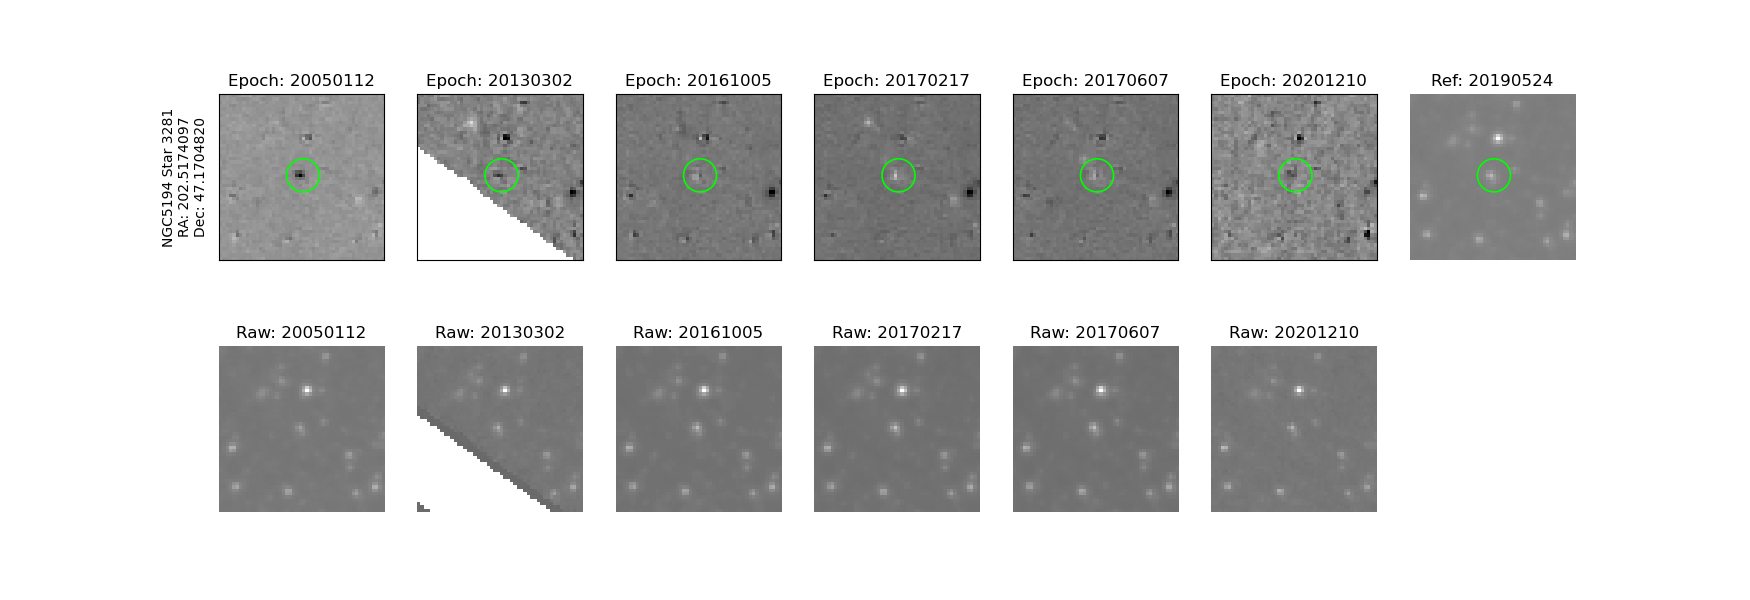 Epoch: 20050112
Epoch: 20130302
Epoch: 20161005
Epoch: 20170217
Epoch: 20170607
Epoch: 20201210
Ref: 20190524
NGC5194 Star 3281
RA: 202.5174097
Dec: 47.1704820
Raw: 20050112
Raw: 20130302
Raw: 20161005
Raw: 20170217
Raw: 20170607
Raw: 20201210